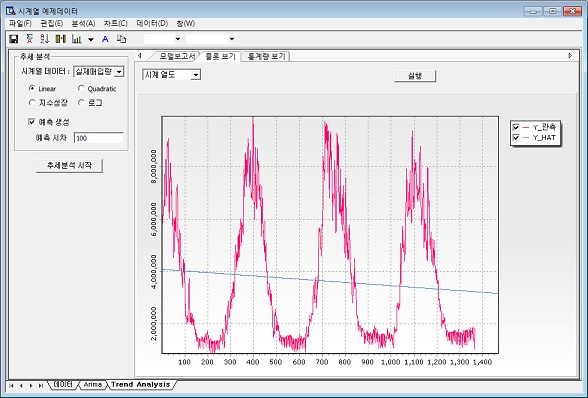 시계열 예제데이터
파일(F) 편집(E) 분석(A) 차트(C) 데이터(D) 창(W)
추세 분석
시계열 데이터 : 실제매입량
Linear Quadratic
지수성장 로그
예측 생성
예측 시차 100
추세분석 시작
모델보고서 플롯 보기 통계량 보기
시계 열도 실행
Y_관측
Y_HAT
8,000,000
6,000,000
4,000,000
2,000,000
100 200 300 400 500 600 700 800 900 1,000 1,100 1,200 1,300 1,400
데이터 Arima Trend Analysis